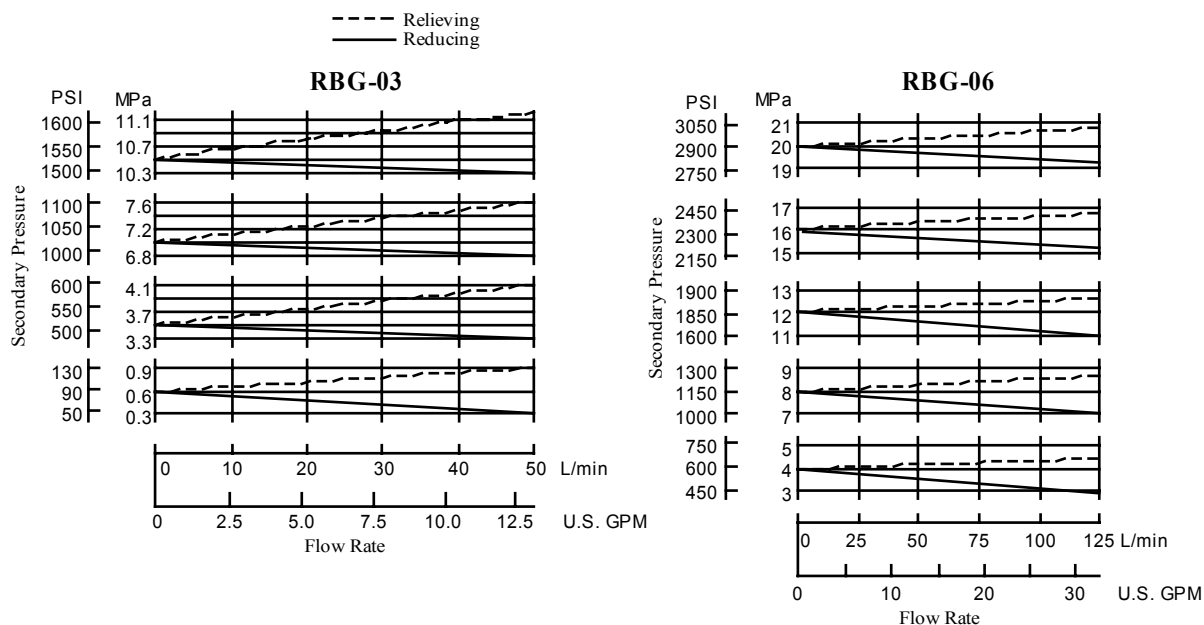 Relieving
Reducing
RBG-03
PSI MPa
1600 11.1
1550 10.7
1500 10.3
1100 7.6
1050 7.2
1000 6.8
600 4.1
550 3.7
500 3.3
130 0.9
90 0.6
50 0.3
Secondary Pressure
0 10 20 30 40 50 L/min
0 2.5 5.0 7.5 10.0 12.5 U.S. GPM
Flow Rate
RBG-06
PSI MPa
3050 21
2900 20
2750 19
2450 17
2300 16
2150 15
1900 13
1850 12
1600 11
1300 9
1150 8
1000 7
750 5
600 4
450 3
Secondary Pressure
0 25 50 75 100 125 L/min
0 10 20 30 U.S. GPM
Flow Rate